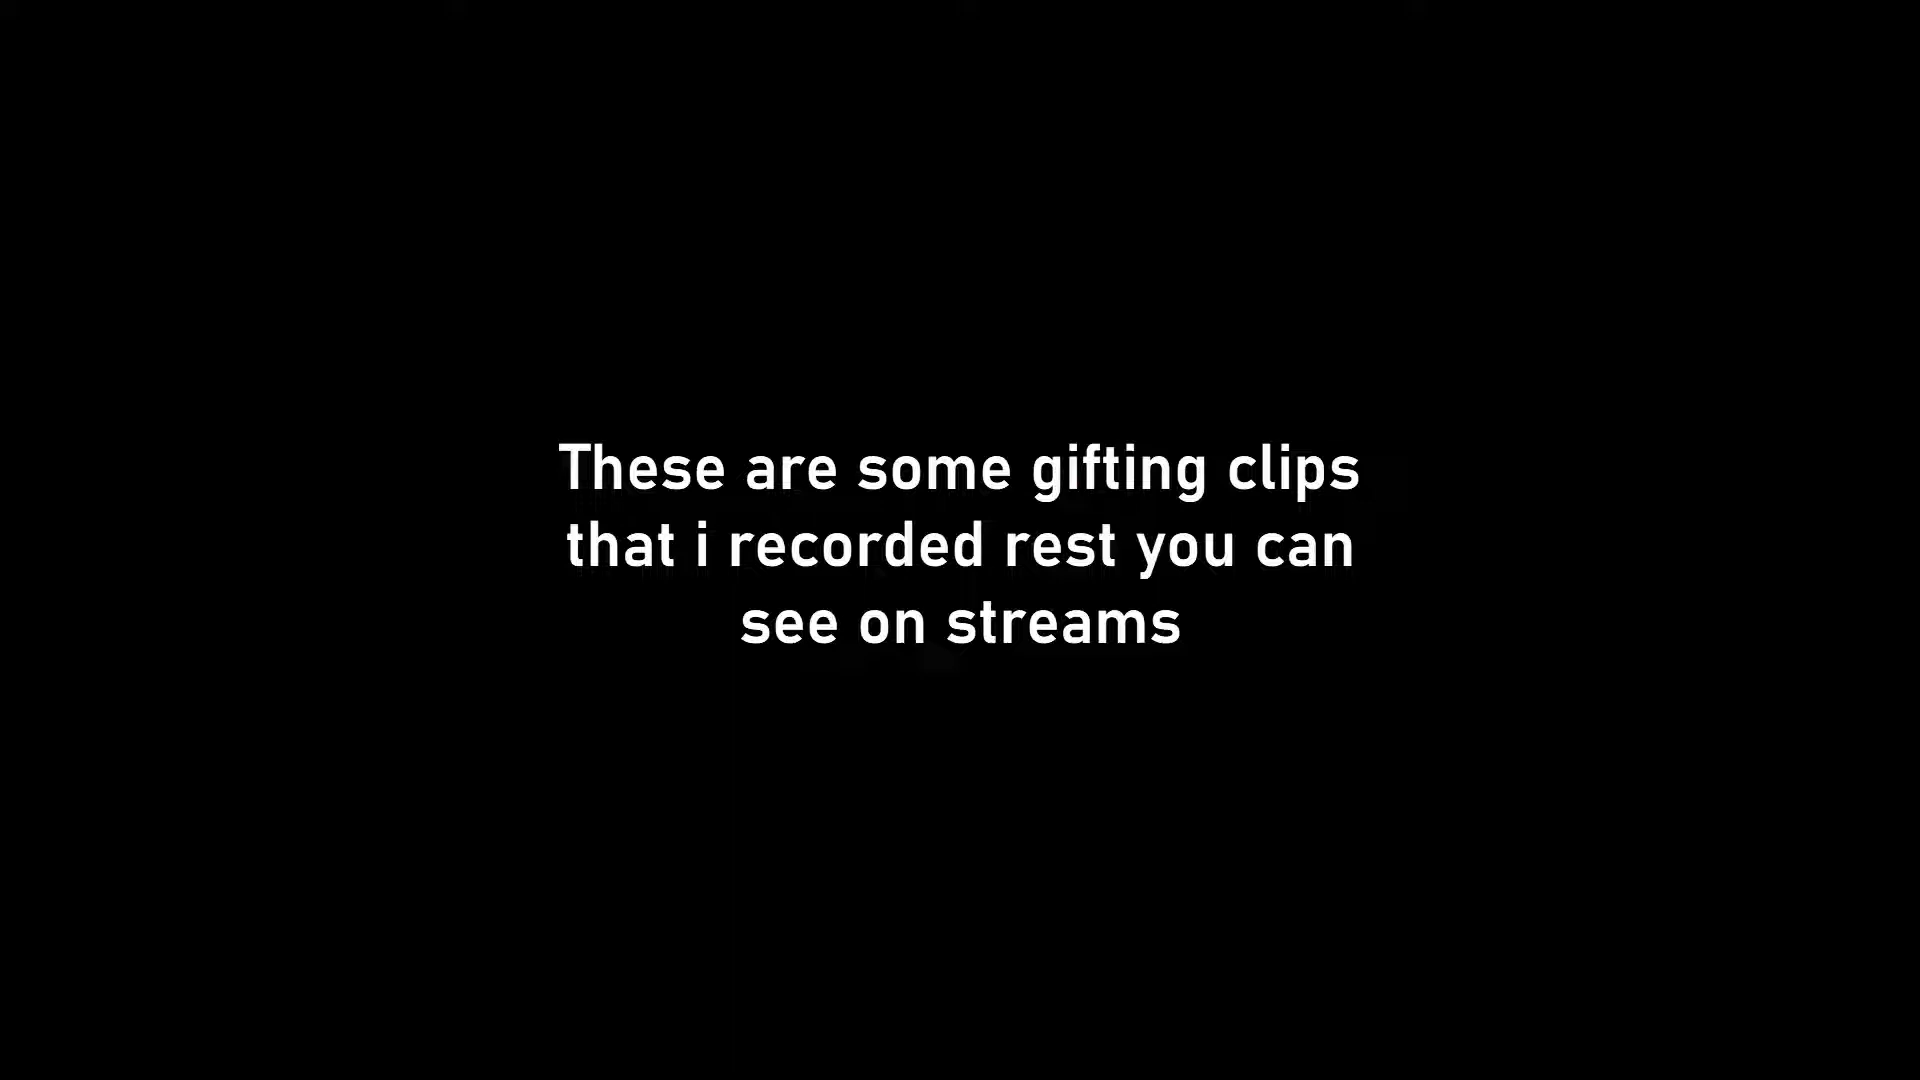 These are some gifting clips
that i recorded rest you can
see on streams